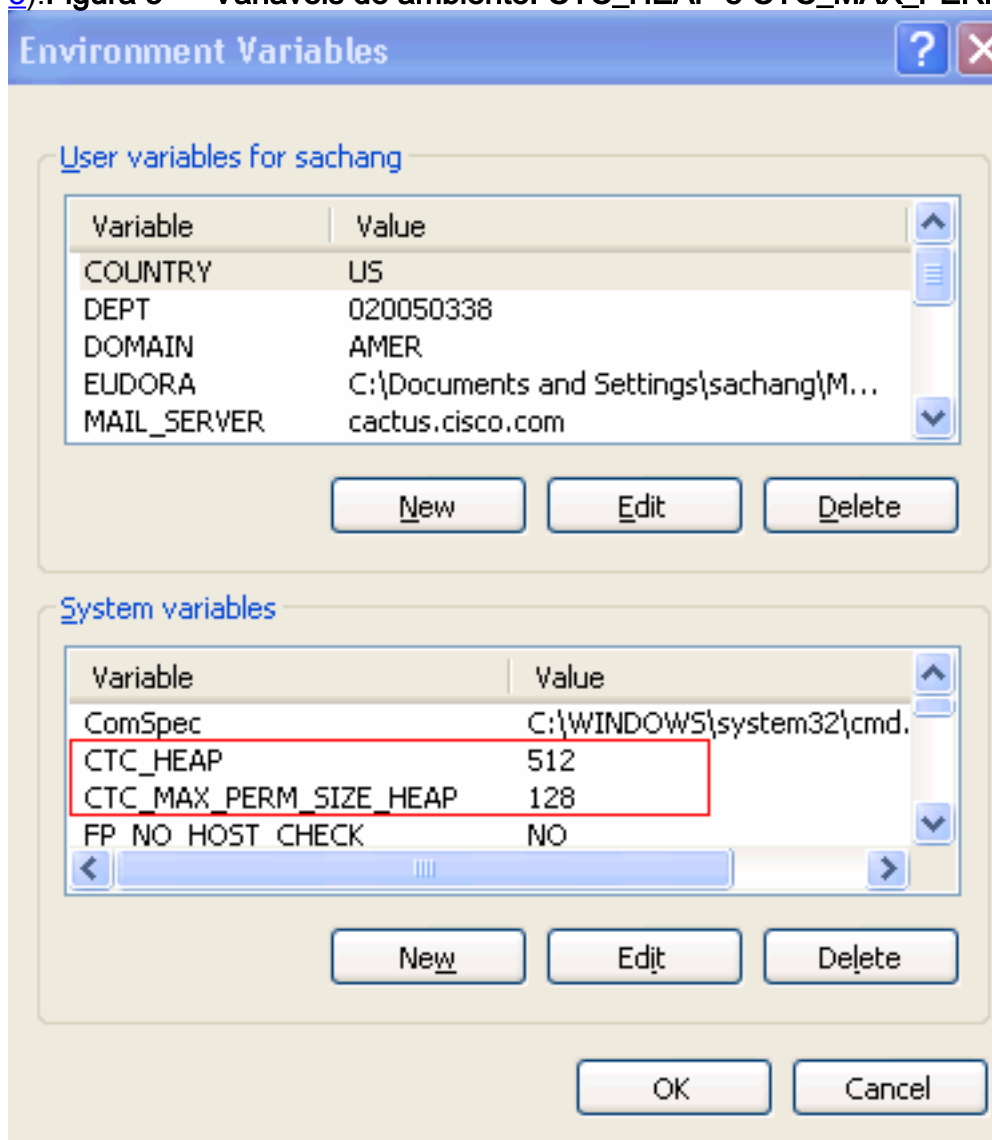 Environment Variables
User variables for sachang
Variable Value
COUNTRY US
DEPT 020050338
DOMAIN AMER
EUDORA C:\Documents and Settings\sachang\M...
MAIL_SERVER cactus.cisco.com
New Edit Delete
System variables
Variable Value
ComSpec C:\WINDOWS\system32\cmd.
CTC_HEAP 512
CTC_MAX_PERM_SIZE_HEAP 128
FP_NO_HOST_CHECK NO
New Edit Delete
OK Cancel